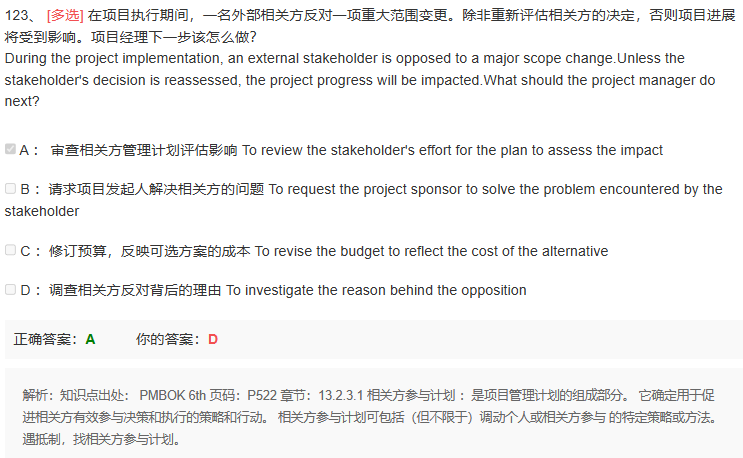 123、 [多选] 在项目执行期间，一名外部相关方反对一项重大范围变更。除非重新评估相关方的决定，否则项目进展
将受到影响。项目经理下一步该怎么做？
During the project implementation, an external stakeholder is opposed to a major scope change.Unless the
stakeholder's decision is reassessed, the project progress will be impacted.What should the project manager do
next?
A： 审查相关方管理计划评估影响 To review the stakeholder's effort for the plan to assess the impact
B： 请求项目发起人解决相关方的问题 To request the project sponsor to solve the problem encountered by the
stakeholder
C： 修订预算，反映可选方案的成本 To revise the budget to reflect the cost of the alternative
D： 调查相关方反对背后的理由 To investigate the reason behind the opposition
正确答案：A 你的答案：D
解析：知识点出处： PMBOK 6th 页码：P522 章节：13.2.3.1 相关方参与计划 ：是项目管理计划的组成部分。 它确定用于促
进相关方有效参与决策和执行的策略和行动。 相关方参与计划可包括（但不限于）调动个人或相关方参与 的特定策略或方法。
遇抵制，找相关方参与计划。